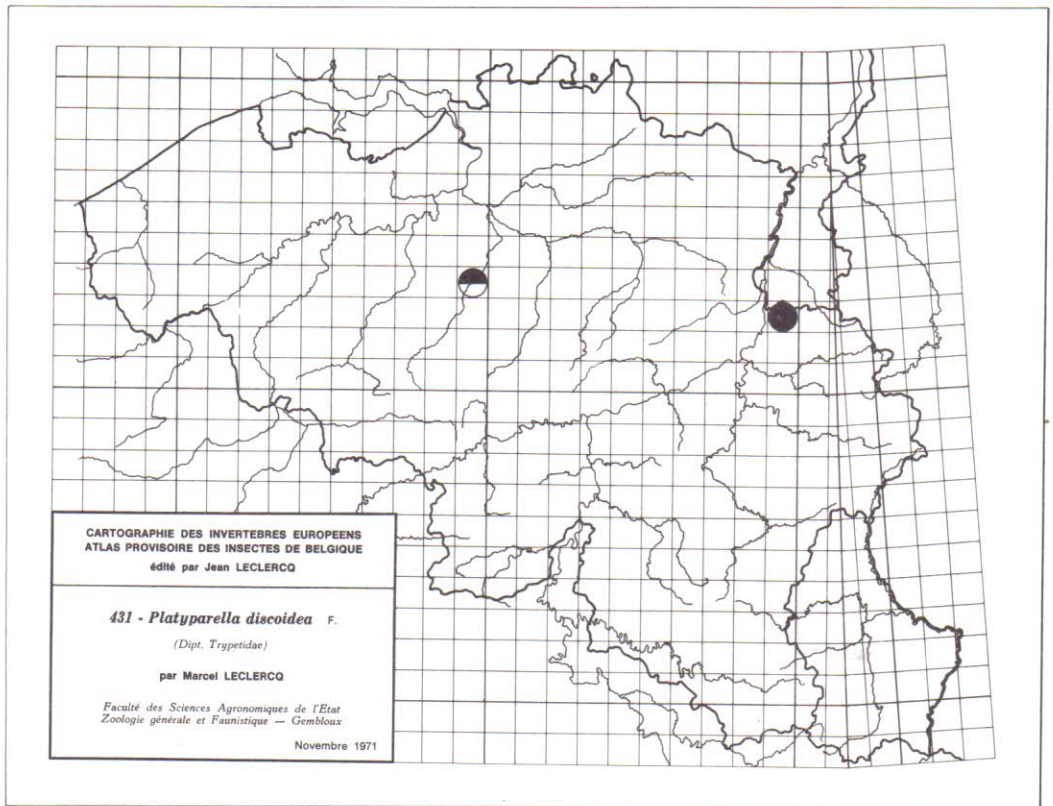 CARTOGRAPHIE DES INVERTEBRES EUROPEENS
ATLAS PROVISOIRE DES INSECTES DE BELGIQUE
édité par Jean LECLERCQ
431 - Platyparella discoidea F.
(Dipt. Trypetidae)
par Marcel LECLERCQ
Faculté des Sciences Agronomiques de l'Etat
Zoologie générale et Faunistique — Gembloux
Novembre 1971